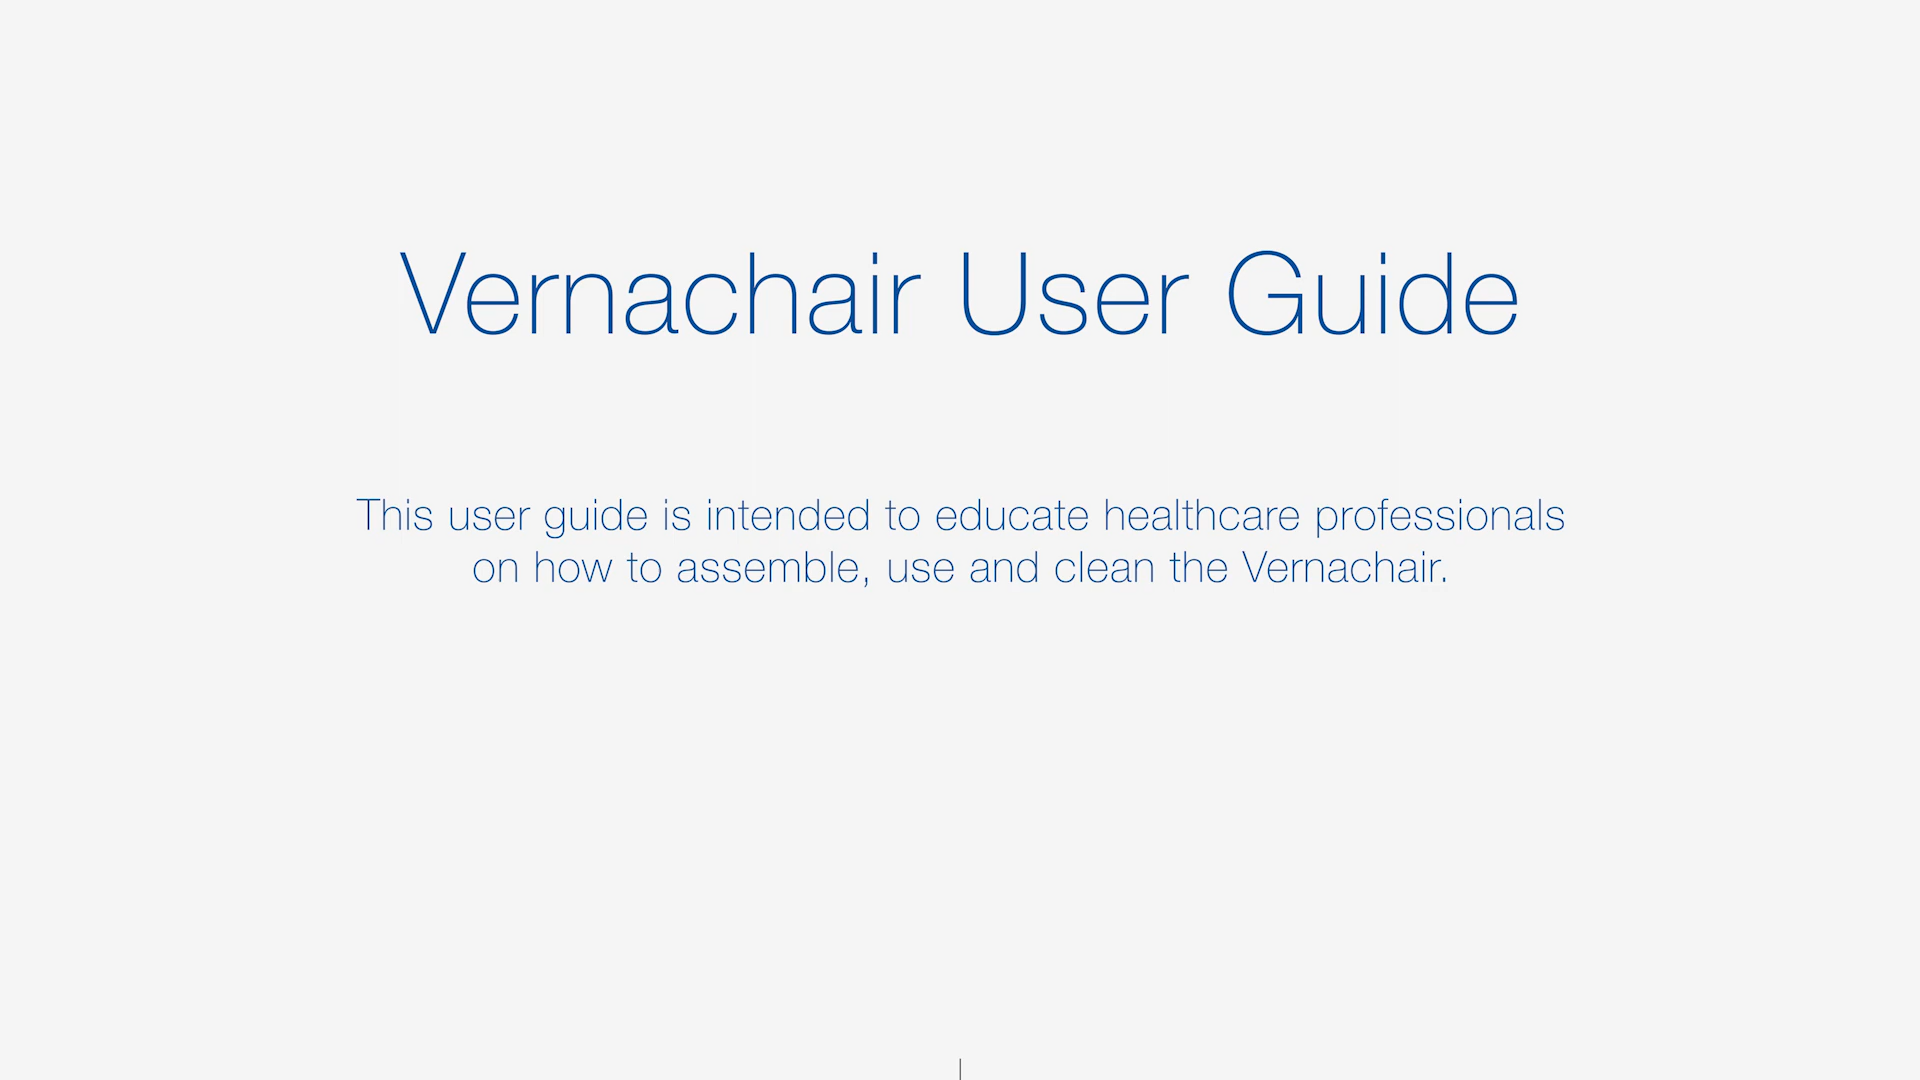 Vernachair User Guide
This user guide is intended to educate healthcare professionals
on how to assemble, use and clean the Vernachair.